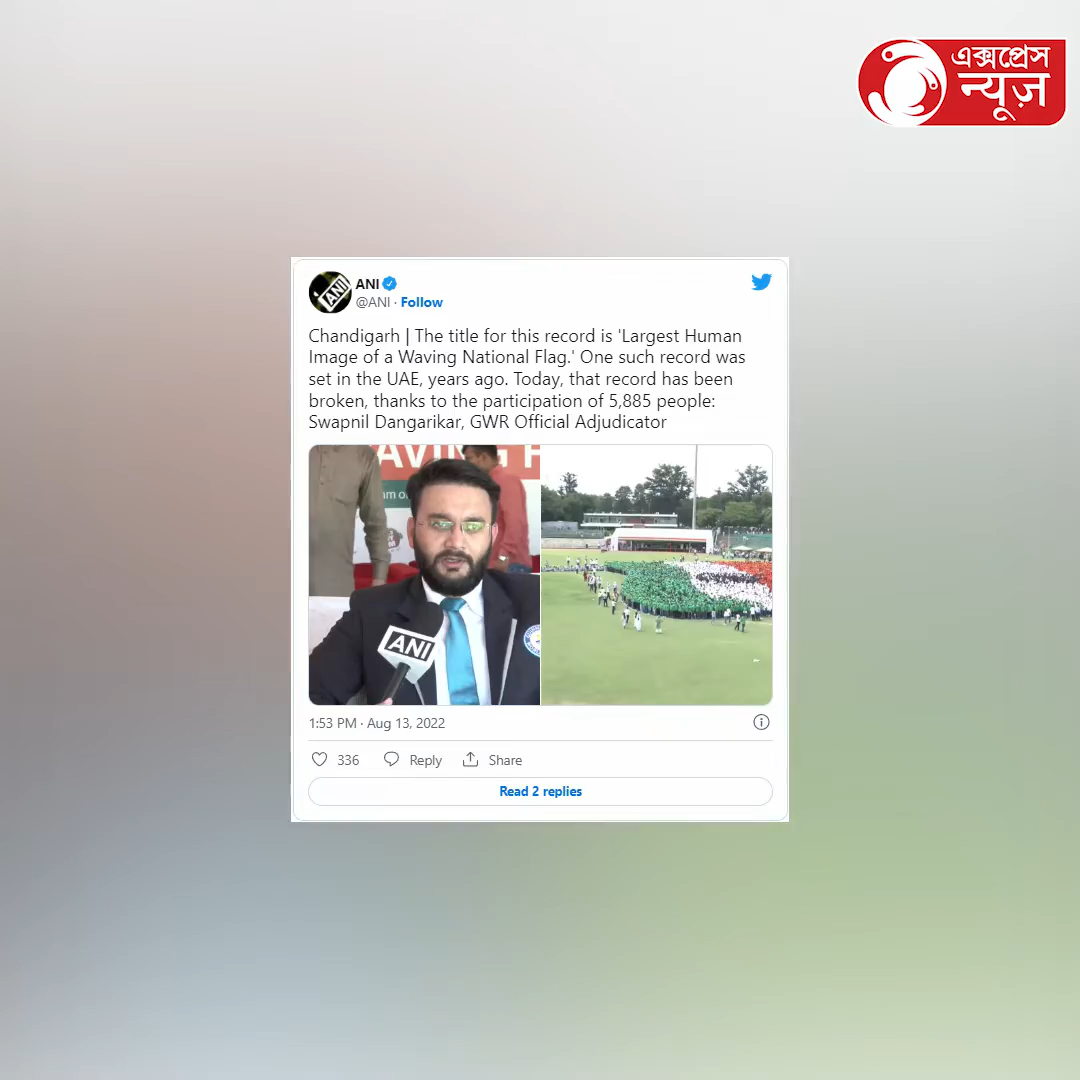 एक्सप्रेस
न्यूज़
ANI
@ANI · Follow
Chandigarh | The title for this record is 'Largest Human
Image of a Waving National Flag.' One such record was
set in the UAE, years ago. Today, that record has been
broken, thanks to the participation of 5,885 people:
Swapnil Dangarikar, GWR Official Adjudicator
AVING F
ANI
1:53 PM · Aug 13, 2022
336 Reply Share
Read 2 replies